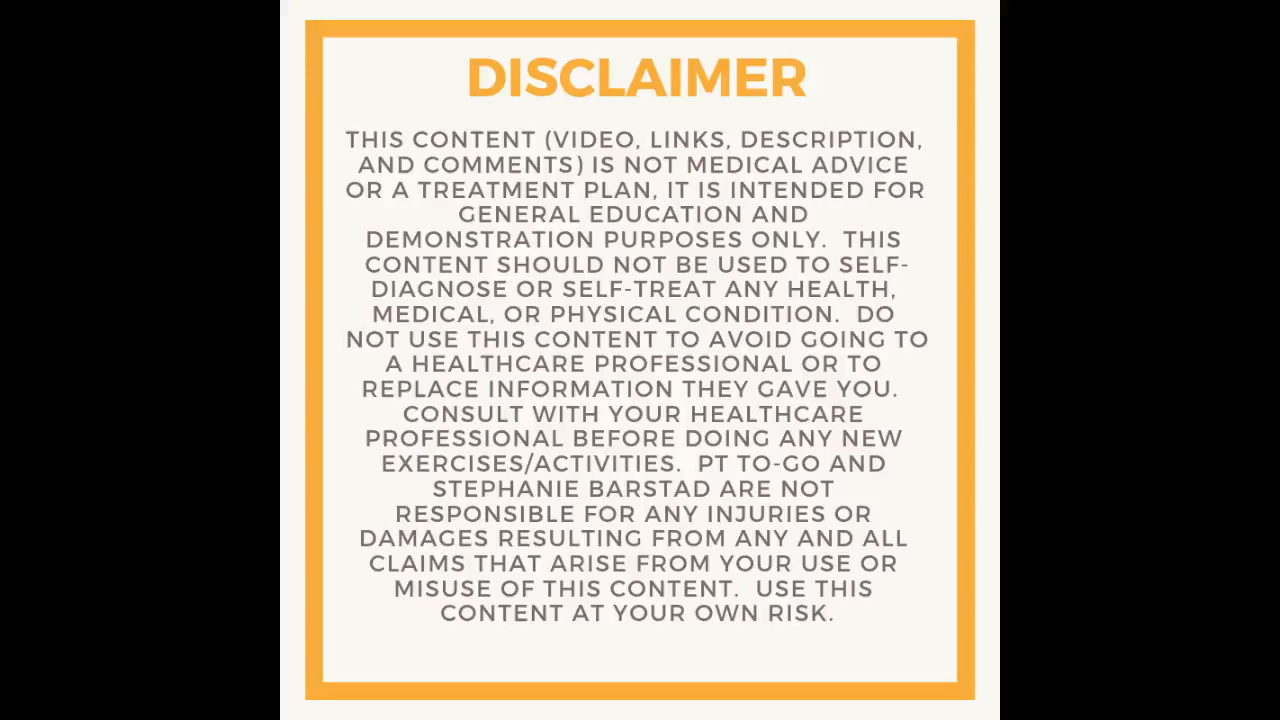 DISCLAIMER
THIS CONTENT (VIDEO, LINKS, DESCRIPTION,
AND COMMENTS) IS NOT MEDICAL ADVICE
OR A TREATMENT PLAN, IT IS INTENDED FOR
GENERAL EDUCATION AND
DEMONSTRATION PURPOSES ONLY. THIS
CONTENT SHOULD NOT BE USED TO SELF-
DIAGNOSE OR SELF-TREAT ANY HEALTH,
MEDICAL, OR PHYSICAL CONDITION. DO
NOT USE THIS CONTENT TO AVOID GOING TO
A HEALTHCARE PROFESSIONAL OR TO
REPLACE INFORMATION THEY GAVE YOU.
CONSULT WITH YOUR HEALTHCARE
PROFESSIONAL BEFORE DOING ANY NEW
EXERCISES/ACTIVITIES. PT TO-GO AND
STEPHANIE BARSTAD ARE NOT
RESPONSIBLE FOR ANY INJURIES OR
DAMAGES RESULTING FROM ANY AND ALL
CLAIMS THAT ARISE FROM YOUR USE OR
MISUSE OF THIS CONTENT. USE THIS
CONTENT AT YOUR OWN RISK.